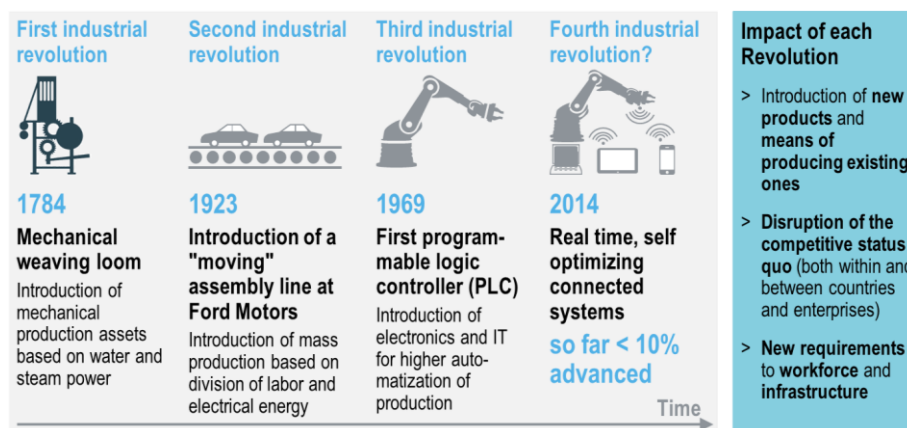 First industrial
revolution
1784
Mechanical
weaving loom
Introduction of
mechanical
production assets
based on water and
steam power
Second industrial
revolution
1923
Introduction of a
"moving"
assembly line at
Ford Motors
Introduction of mass
production based on
division of labor and
electrical energy
Third industrial
revolution
1969
First program-
mable logic
controller (PLC)
Introduction of
electronics and IT
for higher auto-
matization of
production
Fourth industrial
revolution?
2014
Real time, self
optimizing
connected
systems
so far < 10%
advanced
Time
Impact of each
Revolution
> Introduction of new
products and
means of
producing existing
ones
> Disruption of the
competitive status
quo (both within and
between countries
and enterprises)
> New requirements
to workforce and
infrastructure